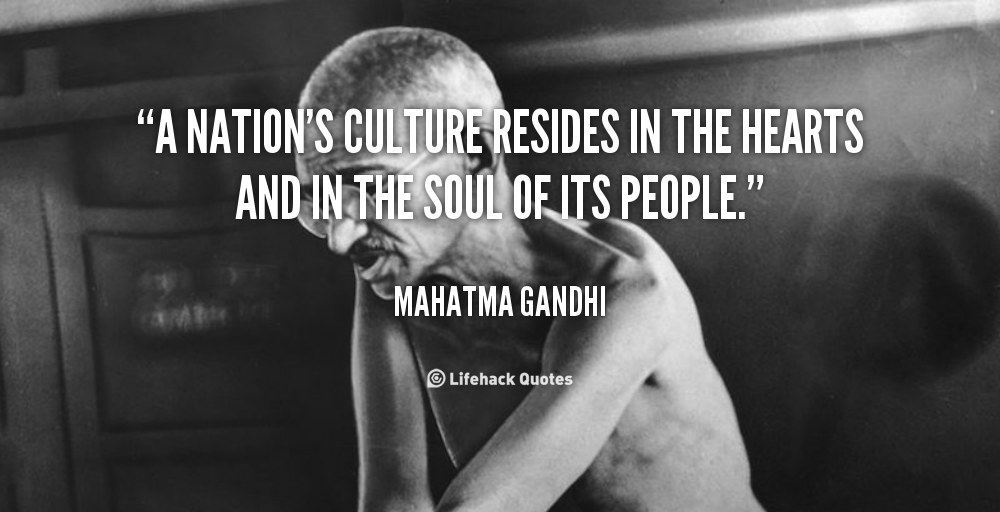 “A NATION’S CULTURE RESIDES IN THE HEARTS
AND IN THE SOUL OF ITS PEOPLE.”
MAHATMA GANDHI
Lifehack Quotes